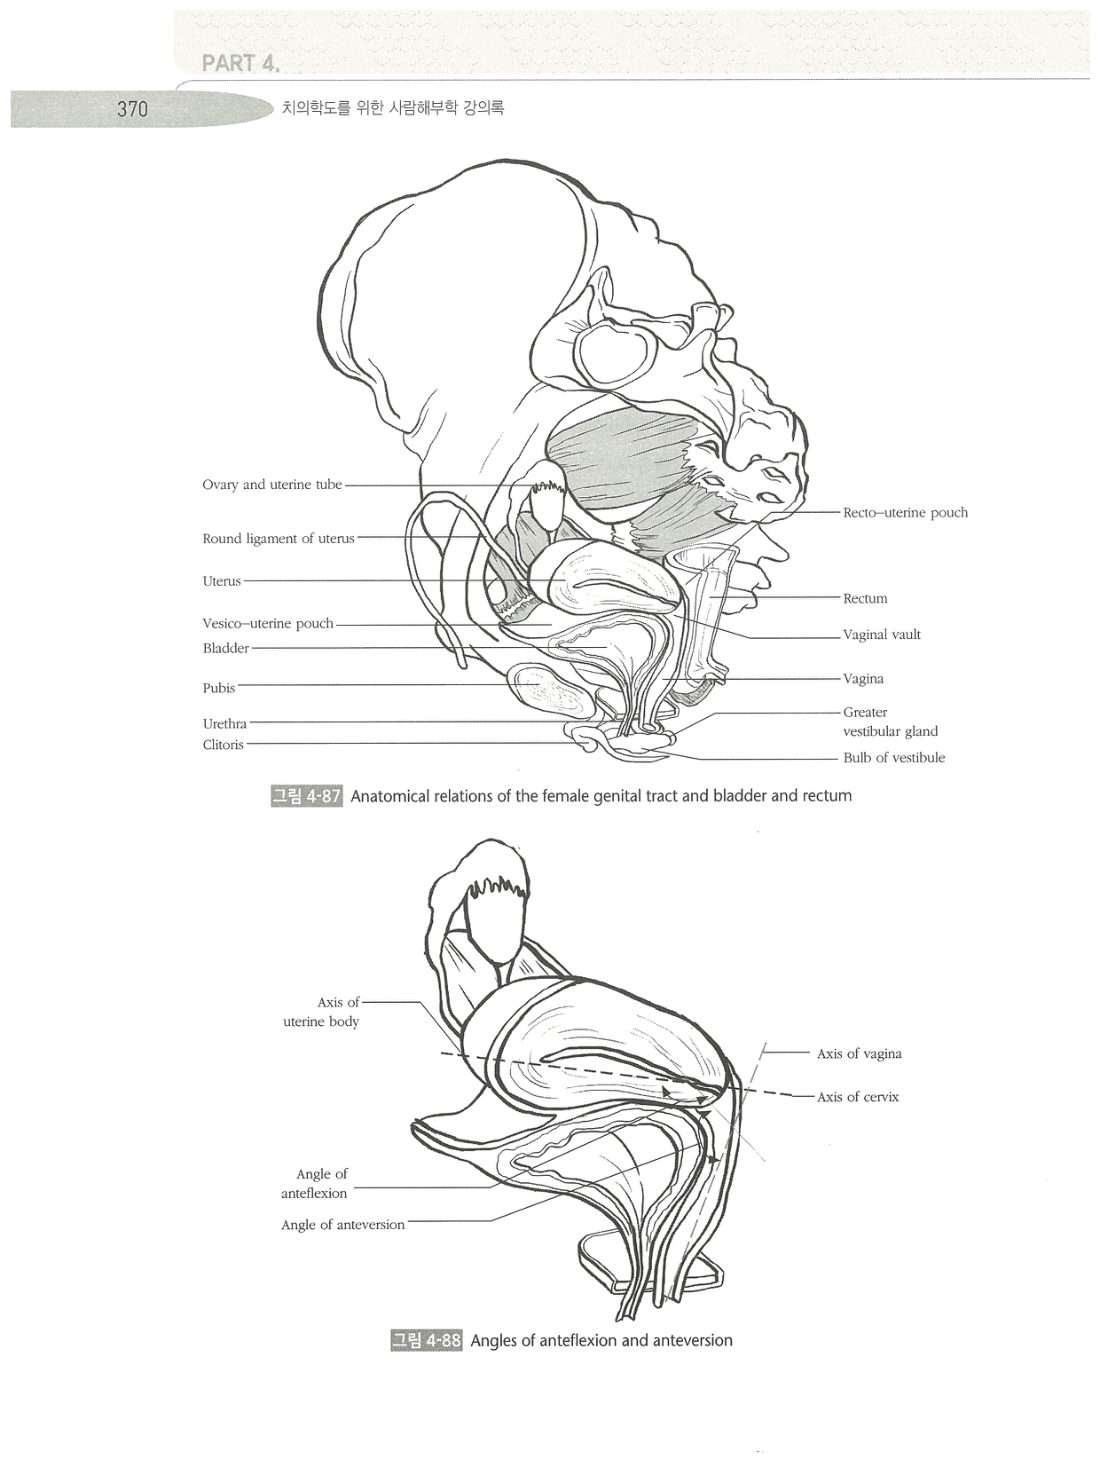 PART 4.
370
치의학도를 위한 사람해부학 강의록
Ovary and uterine tube
Round ligament of uterus
Uterus
Vesico-uterine pouch
Bladder
Pubis
Urethra
Clitoris
Recto-uterine pouch
Rectum
Vaginal vault
Vagina
Greater
vestibular gland
Bulb of vestibule
그림 4-87 Anatomical relations of the female genital tract and bladder and rectum
Axis of
uterine body
Axis of vagina
Axis of cervix
Angle of
anteflexion
Angle of anteversion
그림 4-88 Angles of anteflexion and anteversion